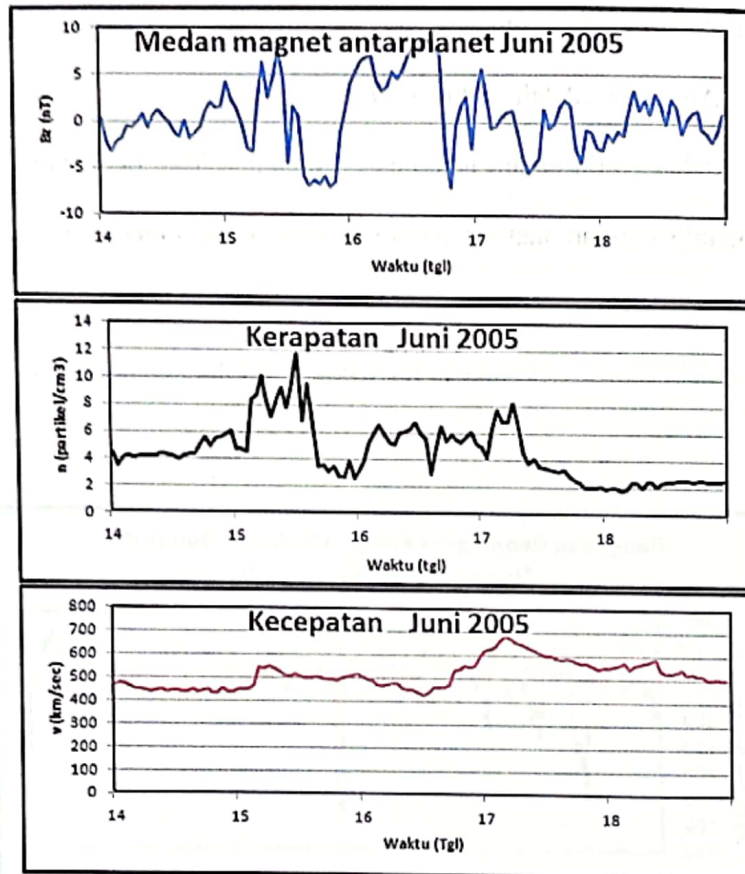 Medan magnet antarplanet Juni 2005
10
5
0
-5
-10
Bz (nT)
14 15 16 17 18
Waktu (tgl)
Kerapatan Juni 2005
14
12
10
8
6
4
2
0
n (partikel/cm3)
14 15 16 17 18
Waktu (tgl)
Kecepatan Juni 2005
800
700
600
500
400
300
200
100
0
v (km/sec)
14 15 16 17 18
Waktu (Tgl)